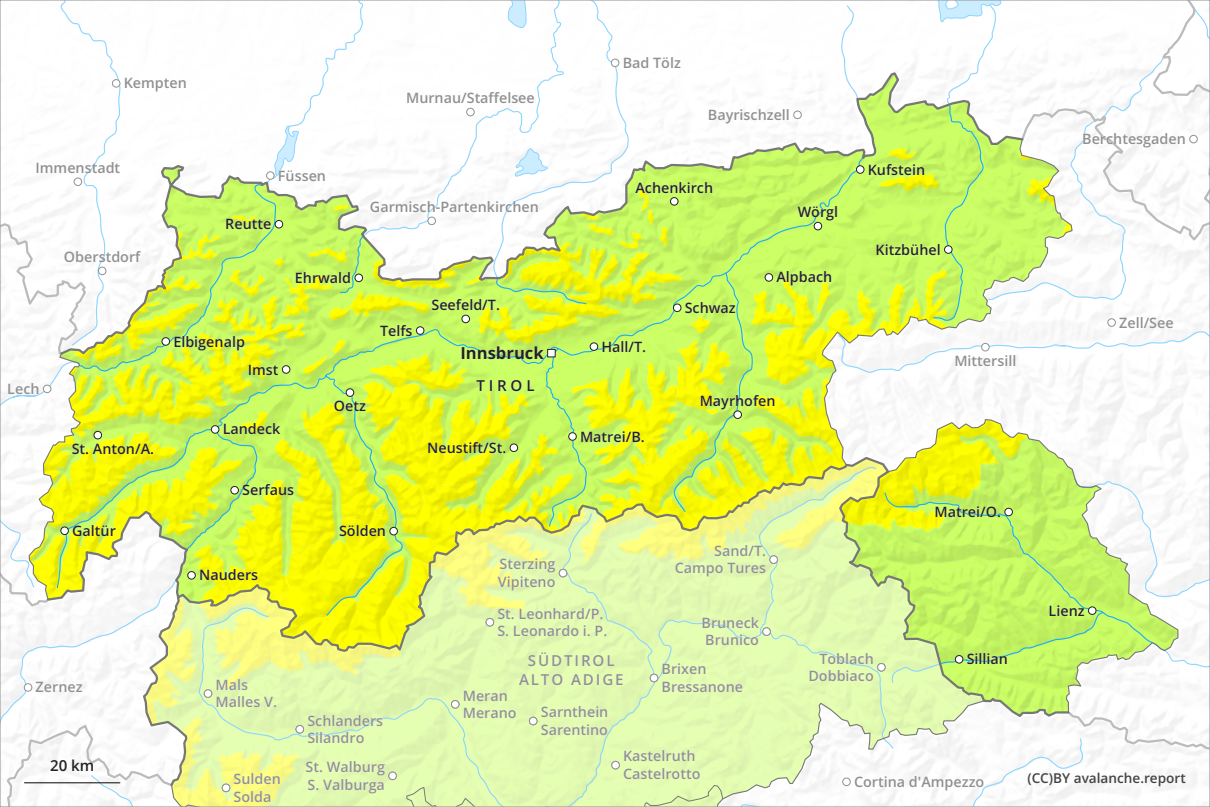 Kempten
Bad Tölz
Murnau/Staffelsee
Bayrischzell
Berchtesgaden
Immenstadt
Füssen
Kufstein
Achenkirch
Garmisch-Partenkirchen
Reutte
Wörgl
Oberstdorf
Kitzbühel
Ehrwald
Alpbach
Seefeld/T.
Schwaz
Telfs
Zell/See
Elbigenalp
Innsbruck
Hall/T.
Mittersill
Imst
TIROL
Lech
Oetz
Mayrhofen
Landeck
Matrei/B.
St. Anton/A.
Neustift/St.
Serfaus
Matrei/O.
Galtür
Sölden
Sand/T.
Campo Tures
Sterzing
Vipiteno
Nauders
St. Leonhard/P.
S. Leonardo i. P.
Lienz
Bruneck
Brunico
SÜDTIROL
ALTO ADIGE
Toblach
Dobbiaco
Sillian
Brixen
Bressanone
Zernez
Mals
Malles V.
Meran
Merano
Sarnthein
Sarentino
Schlanders
Silandro
Kastelruth
Castelrotto
St. Walburg
S. Valburga
20 km
Sulden
Solda
Cortina d'Ampezzo
(CC)BY avalanche.report